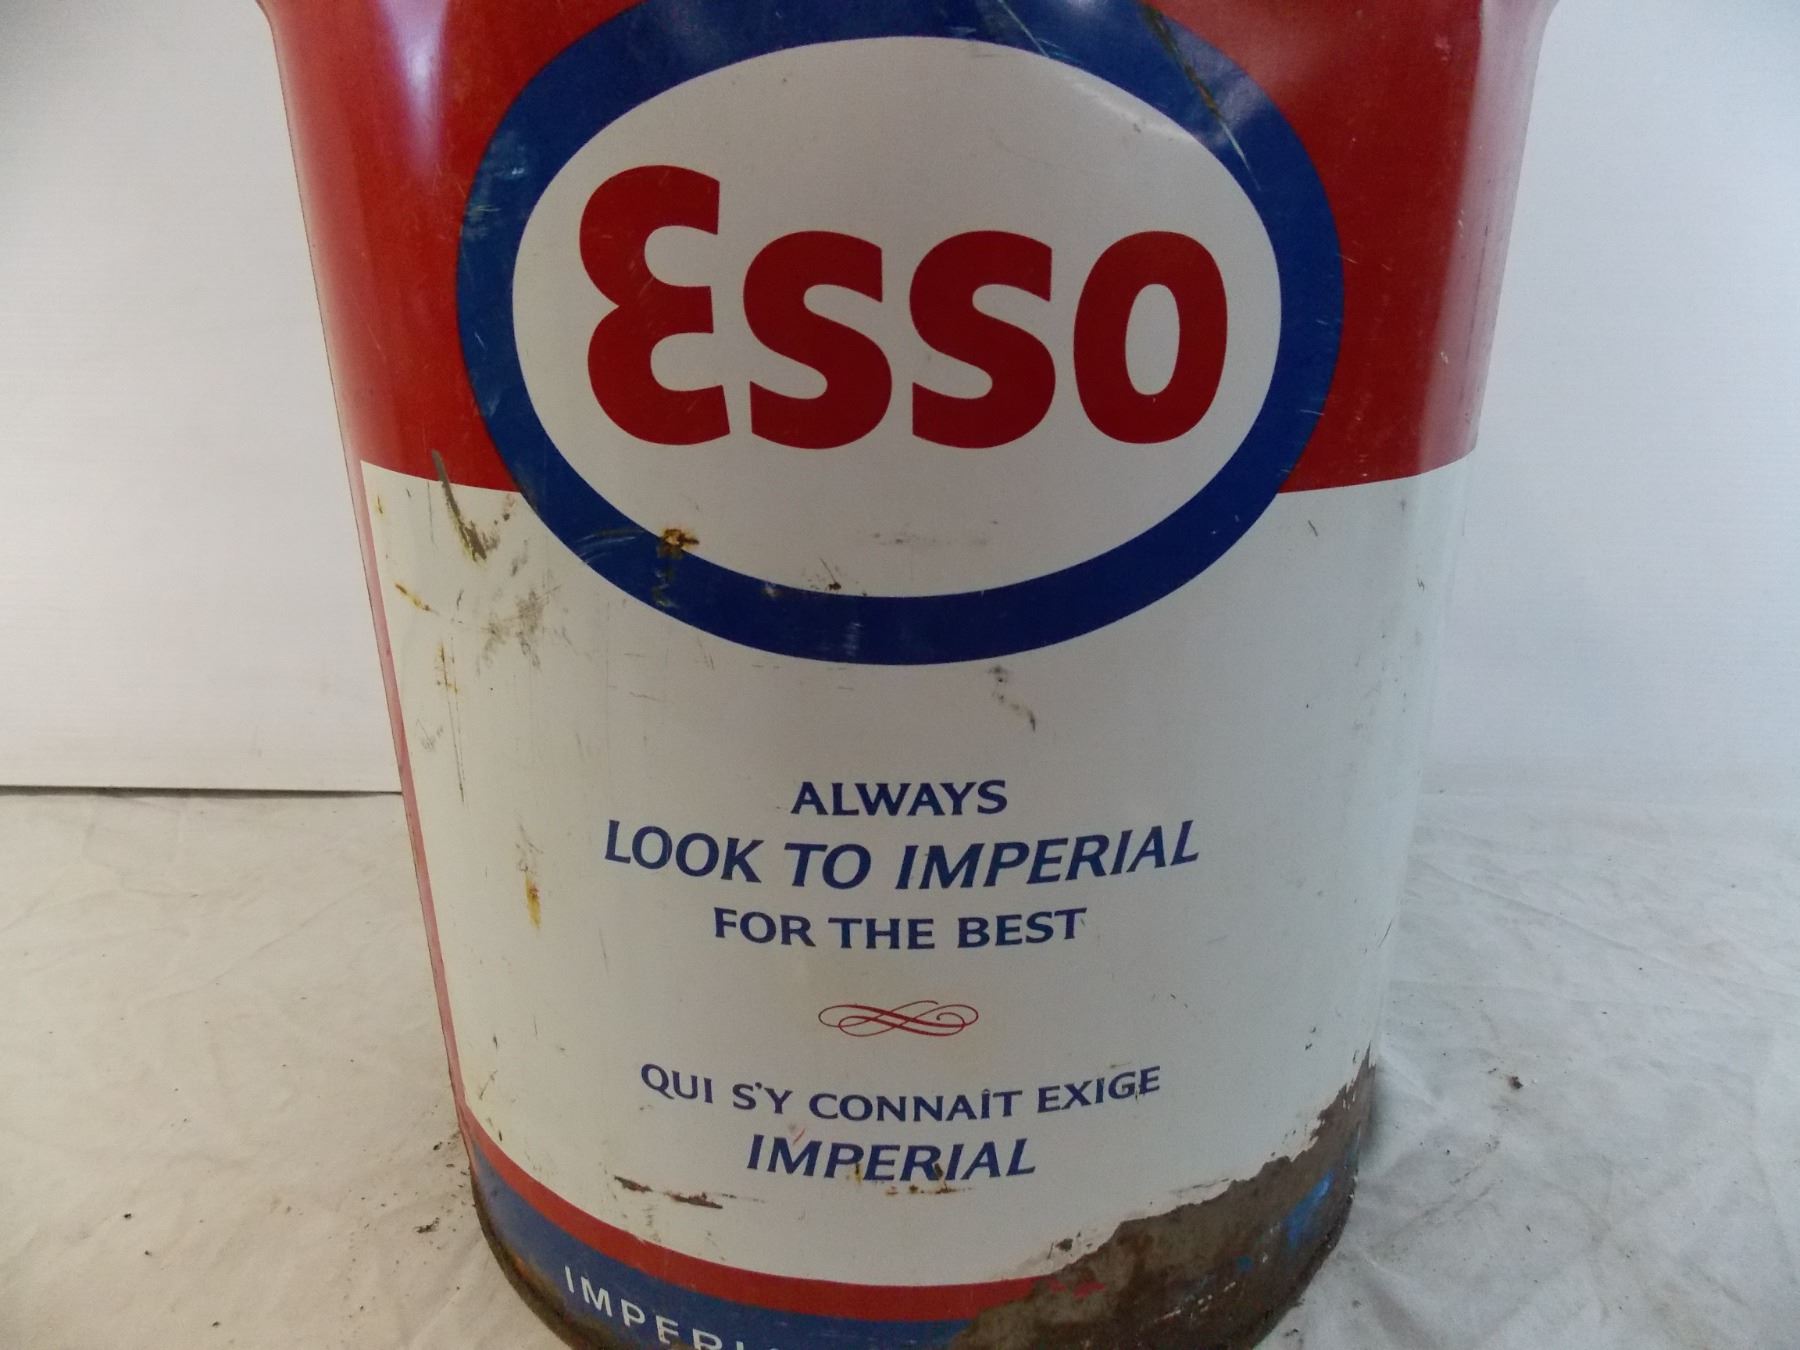 Esso
ALWAYS
LOOK TO IMPERIAL
FOR THE BEST
QUI S'Y CONNAÎT EXIGE
IMPERIAL